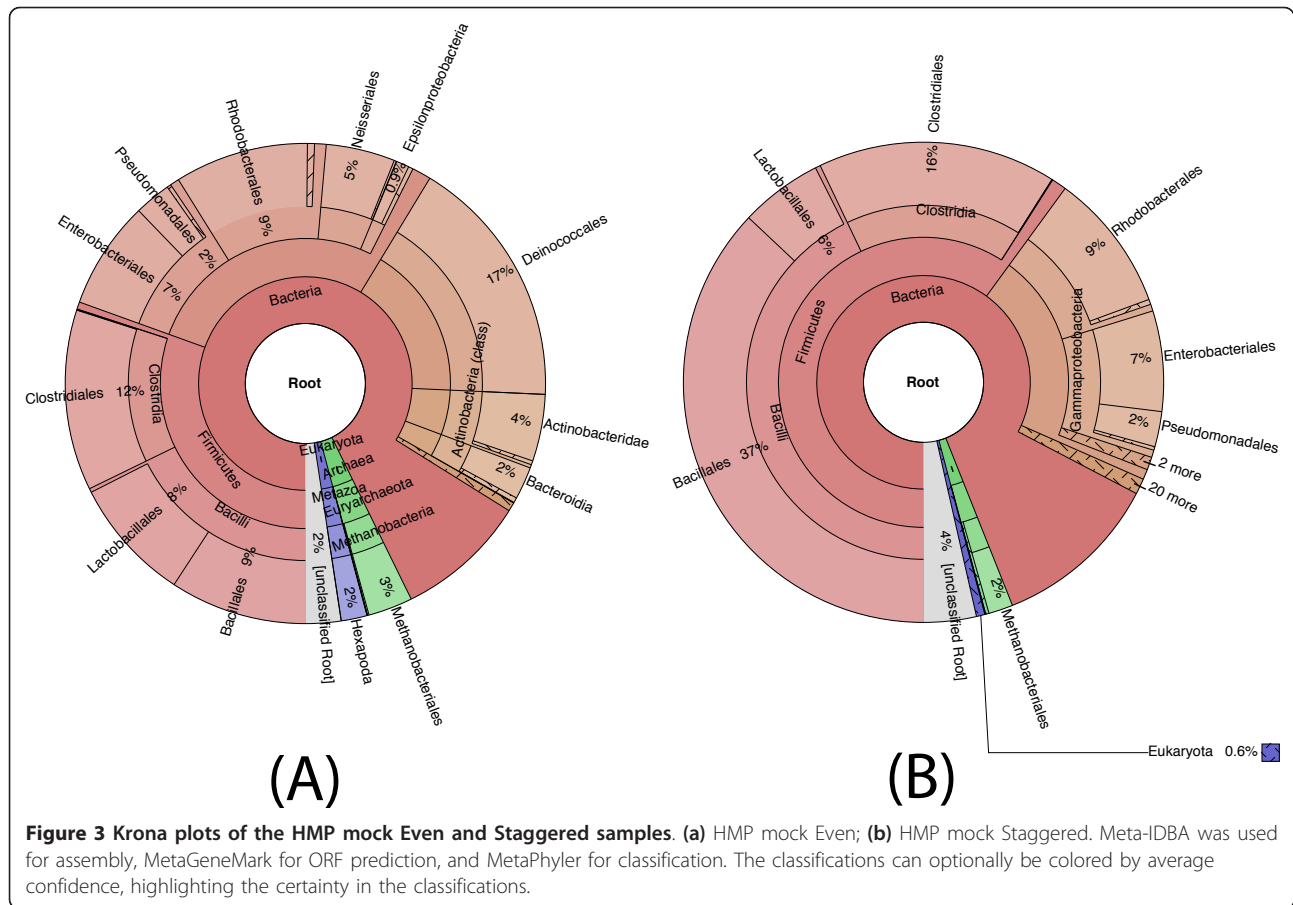 Rhodobacterales
Neisseriales
Epsilonproteobacteria
Pseudomonadales
Enterobacteriales
9%
5%
0.9%
2%
7%
Deinococcales
17%
Bacteria
Root
Actinobacteria (class)
4%
Actinobacteridae
2%
Bacteroidia
Clostridiales
12%
Clostridia
Firmicutes
Bacilli
8%
Lactobacillales
9%
Bacillales
Eukaryota
Archaea
Metazoa
Euryarchaeota
Methanobacteria
2%
[unclassified Root]
2%
Hexapoda
3%
Methanobacteriales
(A)
Clostridiales
16%
Clostridia
Lactobacillales
6%
Rhodobacterales
9%
Bacteria
Firmicutes
Root
Gammaproteobacteria
7%
Enterobacteriales
2%
Pseudomonadales
2 more
20 more
Bacilli
Bacillales
37%
4%
[unclassified Root]
2%
Methanobacteriales
Eukaryota 0.6%
(B)
Figure 3 Krona plots of the HMP mock Even and Staggered samples. (a) HMP mock Even; (b) HMP mock Staggered. Meta-IDBA was used
for assembly, MetaGeneMark for ORF prediction, and MetaPhyler for classification. The classifications can optionally be colored by average
confidence, highlighting the certainty in the classifications.